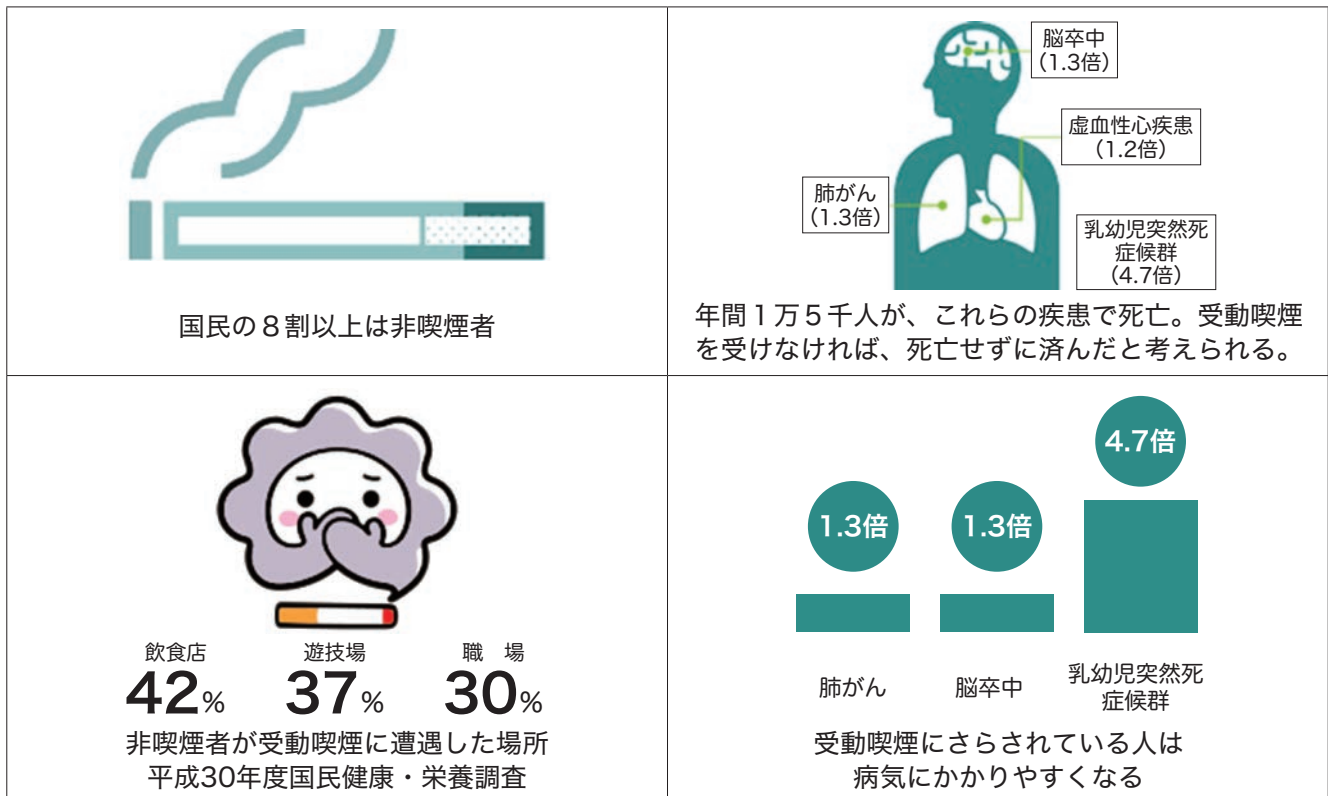 国民の８割以上は非喫煙者
脳卒中
（1.3倍）
虚血性心疾患
（1.2倍）
肺がん
（1.3倍）
乳幼児突然死
症候群
（4.7倍）
年間１万５千人が、これらの疾患で死亡。受動喫煙
を受けなければ、死亡せずに済んだと考えられる。
飲食店 遊技場 職　場
42% 37% 30%
非喫煙者が受動喫煙に遭遇した場所
平成30年度国民健康・栄養調査
4.7倍
1.3倍 1.3倍
肺がん 脳卒中 乳幼児突然死
症候群
受動喫煙にさらされている人は
病気にかかりやすくなる